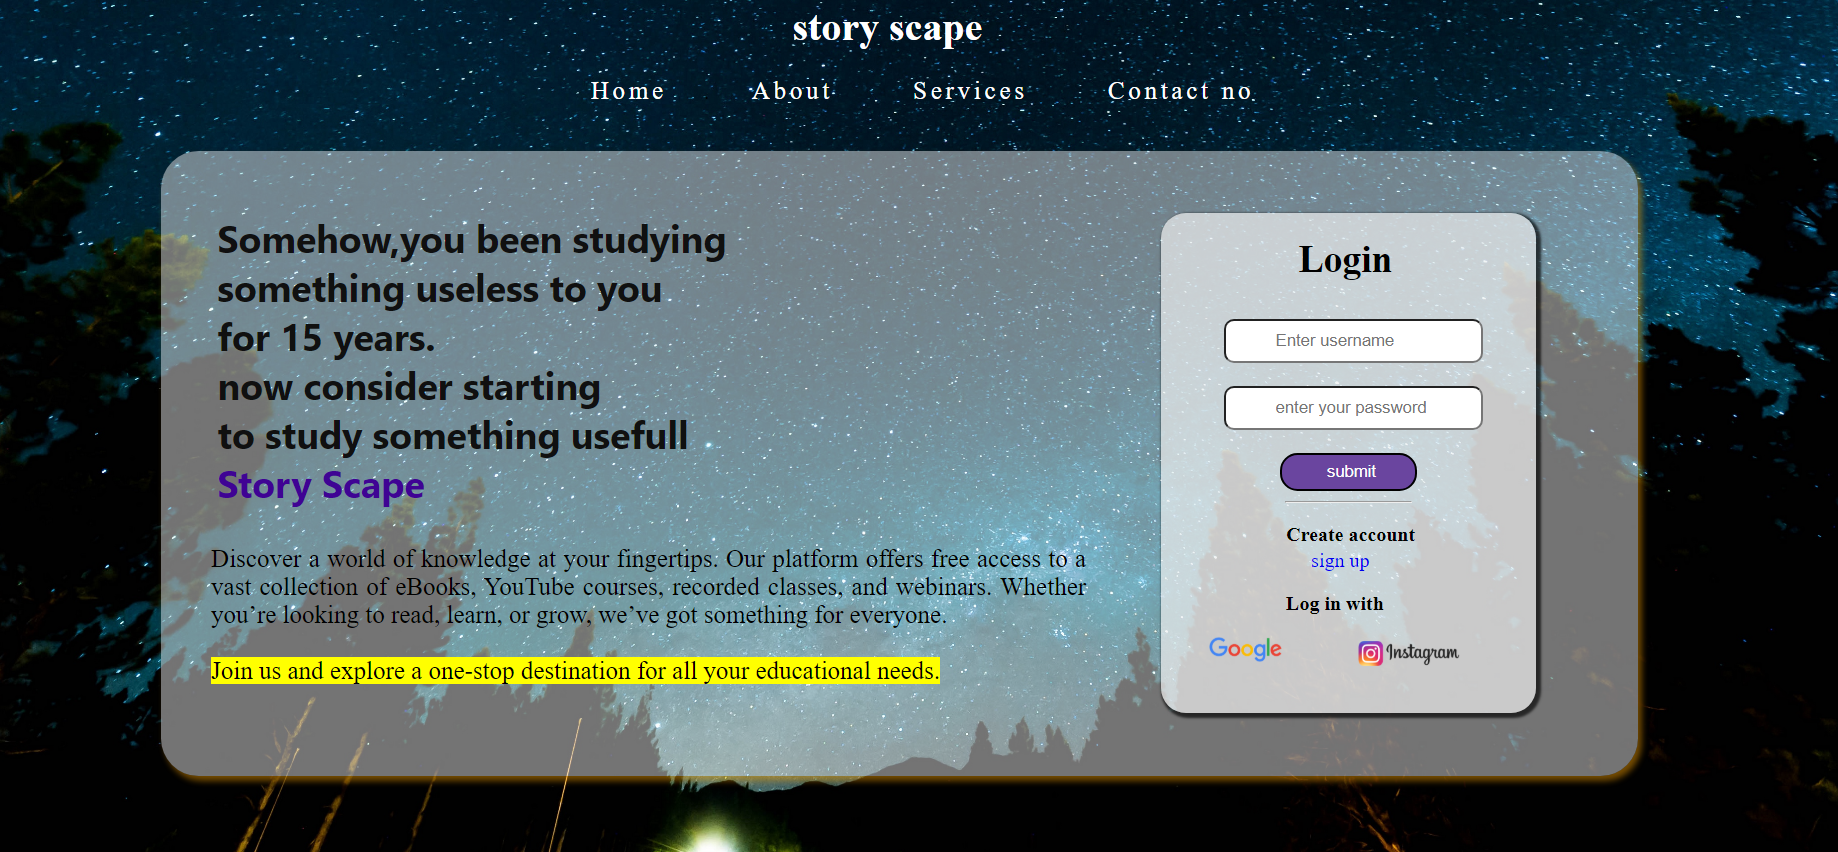 story scape
Home About Services Contact no
Somehow,you been studying
something useless to you
for 15 years.
now consider starting
to study something usefull
Story Scape
Discover a world of knowledge at your fingertips. Our platform offers free access to a
vast collection of eBooks, YouTube courses, recorded classes, and webinars. Whether
you’re looking to read, learn, or grow, we’ve got something for everyone.
Join us and explore a one-stop destination for all your educational needs.
Login
Enter username
enter your password
submit
Create account
sign up
Log in with
Google Instagram